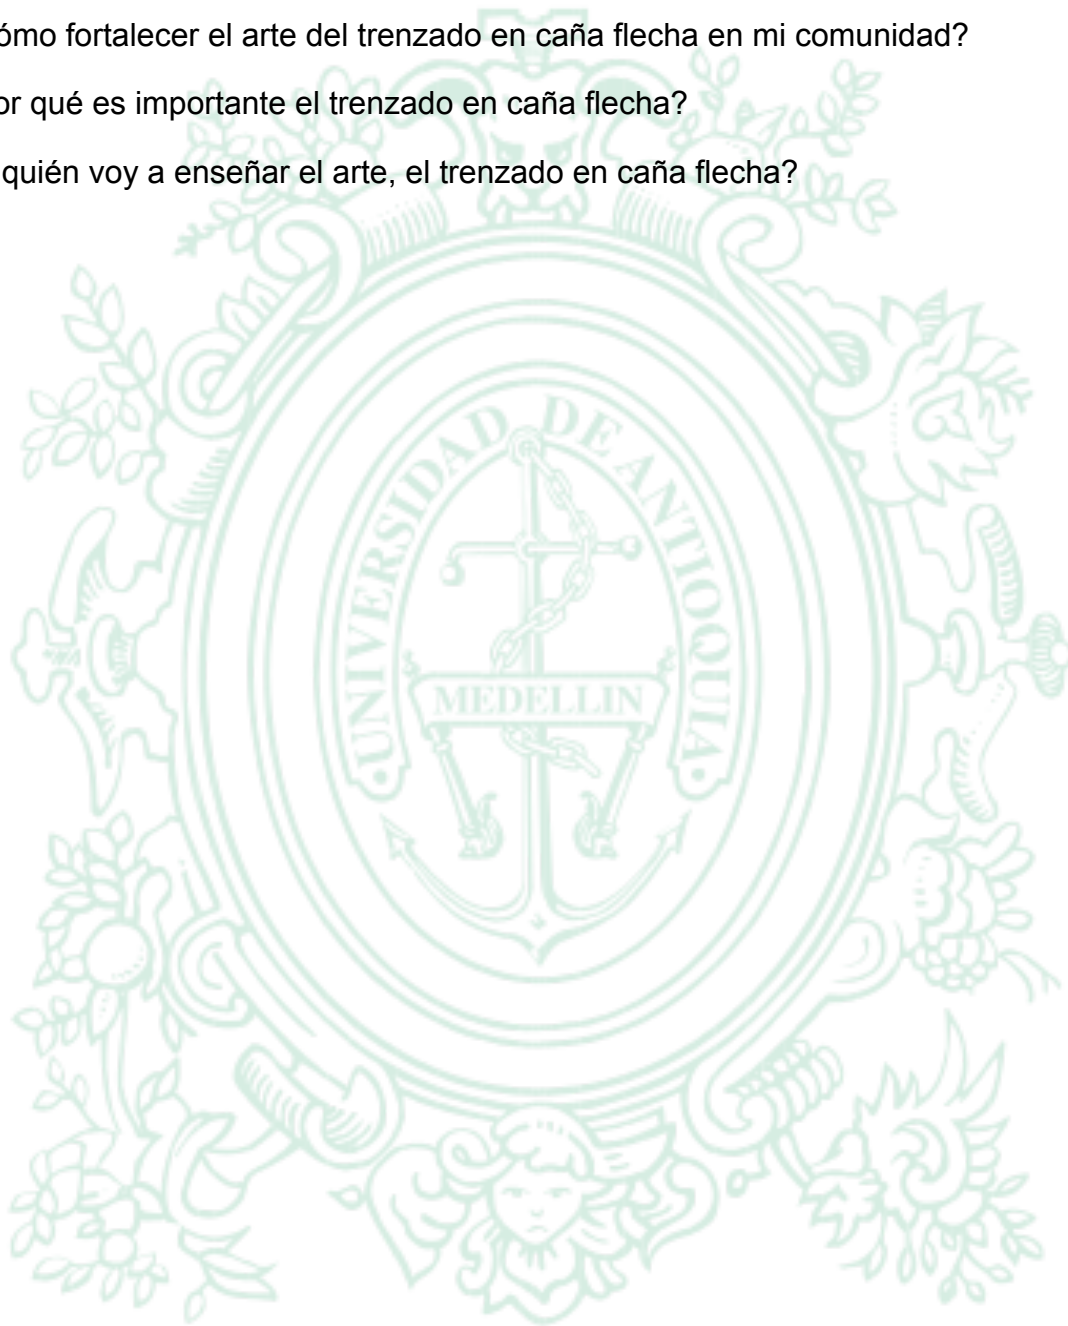 ómo fortalecer el arte del trenzado en caña flecha en mi comunidad?
or qué es importante el trenzado en caña flecha?
quién voy a enseñar el arte, el trenzado en caña flecha?
UNIVERSIDAD DE ANTIOQUIA
MEDELLIN